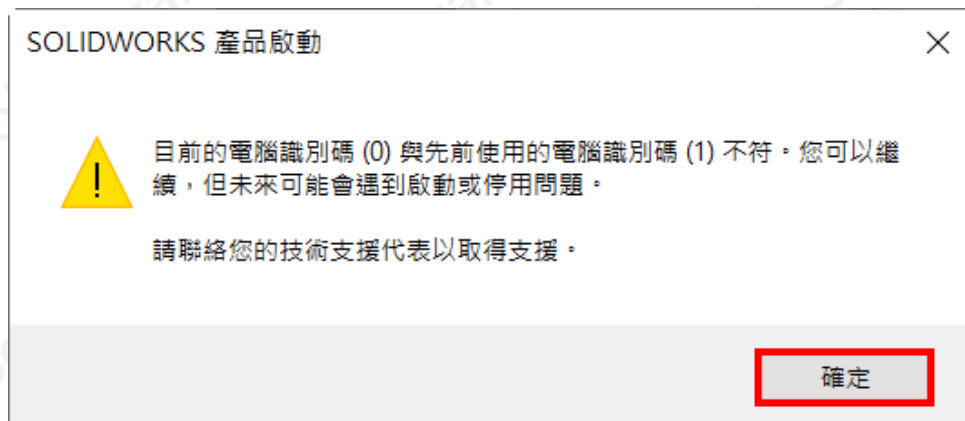 SOLIDWORKS 產品啟動
目前的電腦識別碼 (0) 與先前使用的電腦識別碼 (1) 不符。您可以繼
續，但未來可能會遇到啟動或停用問題。
請聯絡您的技術支援代表以取得支援。
確定